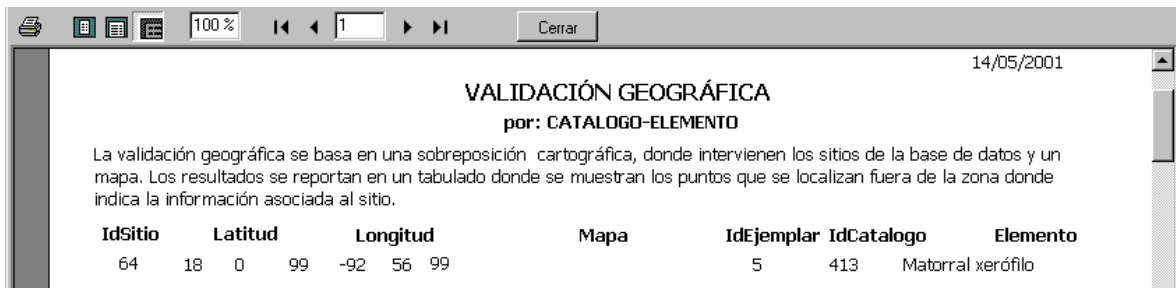 100 % 1 Cerrar
14/05/2001
VALIDACIÓN GEOGRÁFICA
por: CATALOGO-ELEMENTO
La validación geográfica se basa en una sobreposición cartográfica, donde intervienen los sitios de la base de datos y un
mapa. Los resultados se reportan en un tabulado donde se muestran los puntos que se localizan fuera de la zona donde
indica la información asociada al sitio.
IdSitio Latitud Longitud Mapa IdEjemplar IdCatalogo Elemento
64 18 0 99 -92 56 99 5 413 Matorral xerófilo